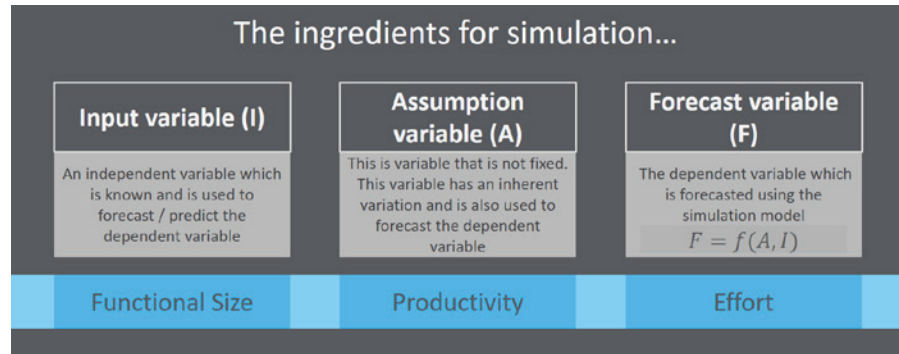 The ingredients for simulation...
Input variable (I)
An independent variable which
is known and is used to
forecast / predict the
dependent variable
Assumption
variable (A)
This is variable that is not fixed.
This variable has an inherent
variation and is also used to
forecast the dependent
variable
Forecast variable
(F)
The dependent variable which
is forecasted using the
simulation model
F = f(A, I)
Functional Size
Productivity
Effort